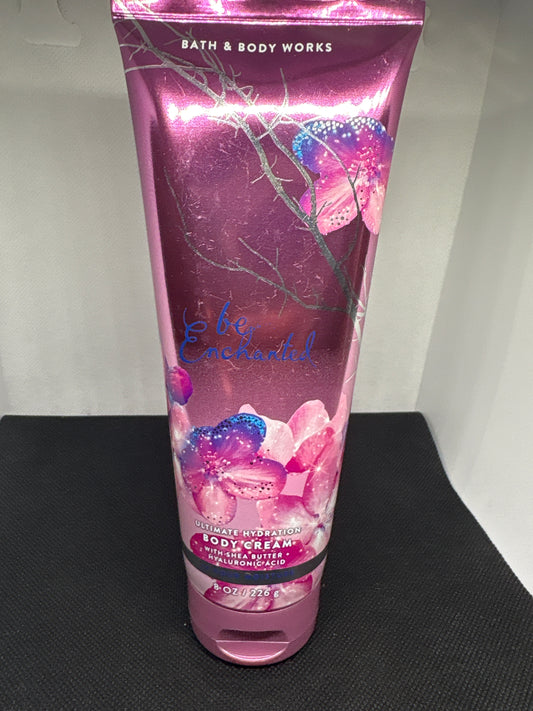 BATH & BODY WORKS
be
Enchanted
ULTIMATE HYDRATION
BODY CREAM
WITH SHEA BUTTER +
HYALURONIC ACID
8 OZ / 226 g